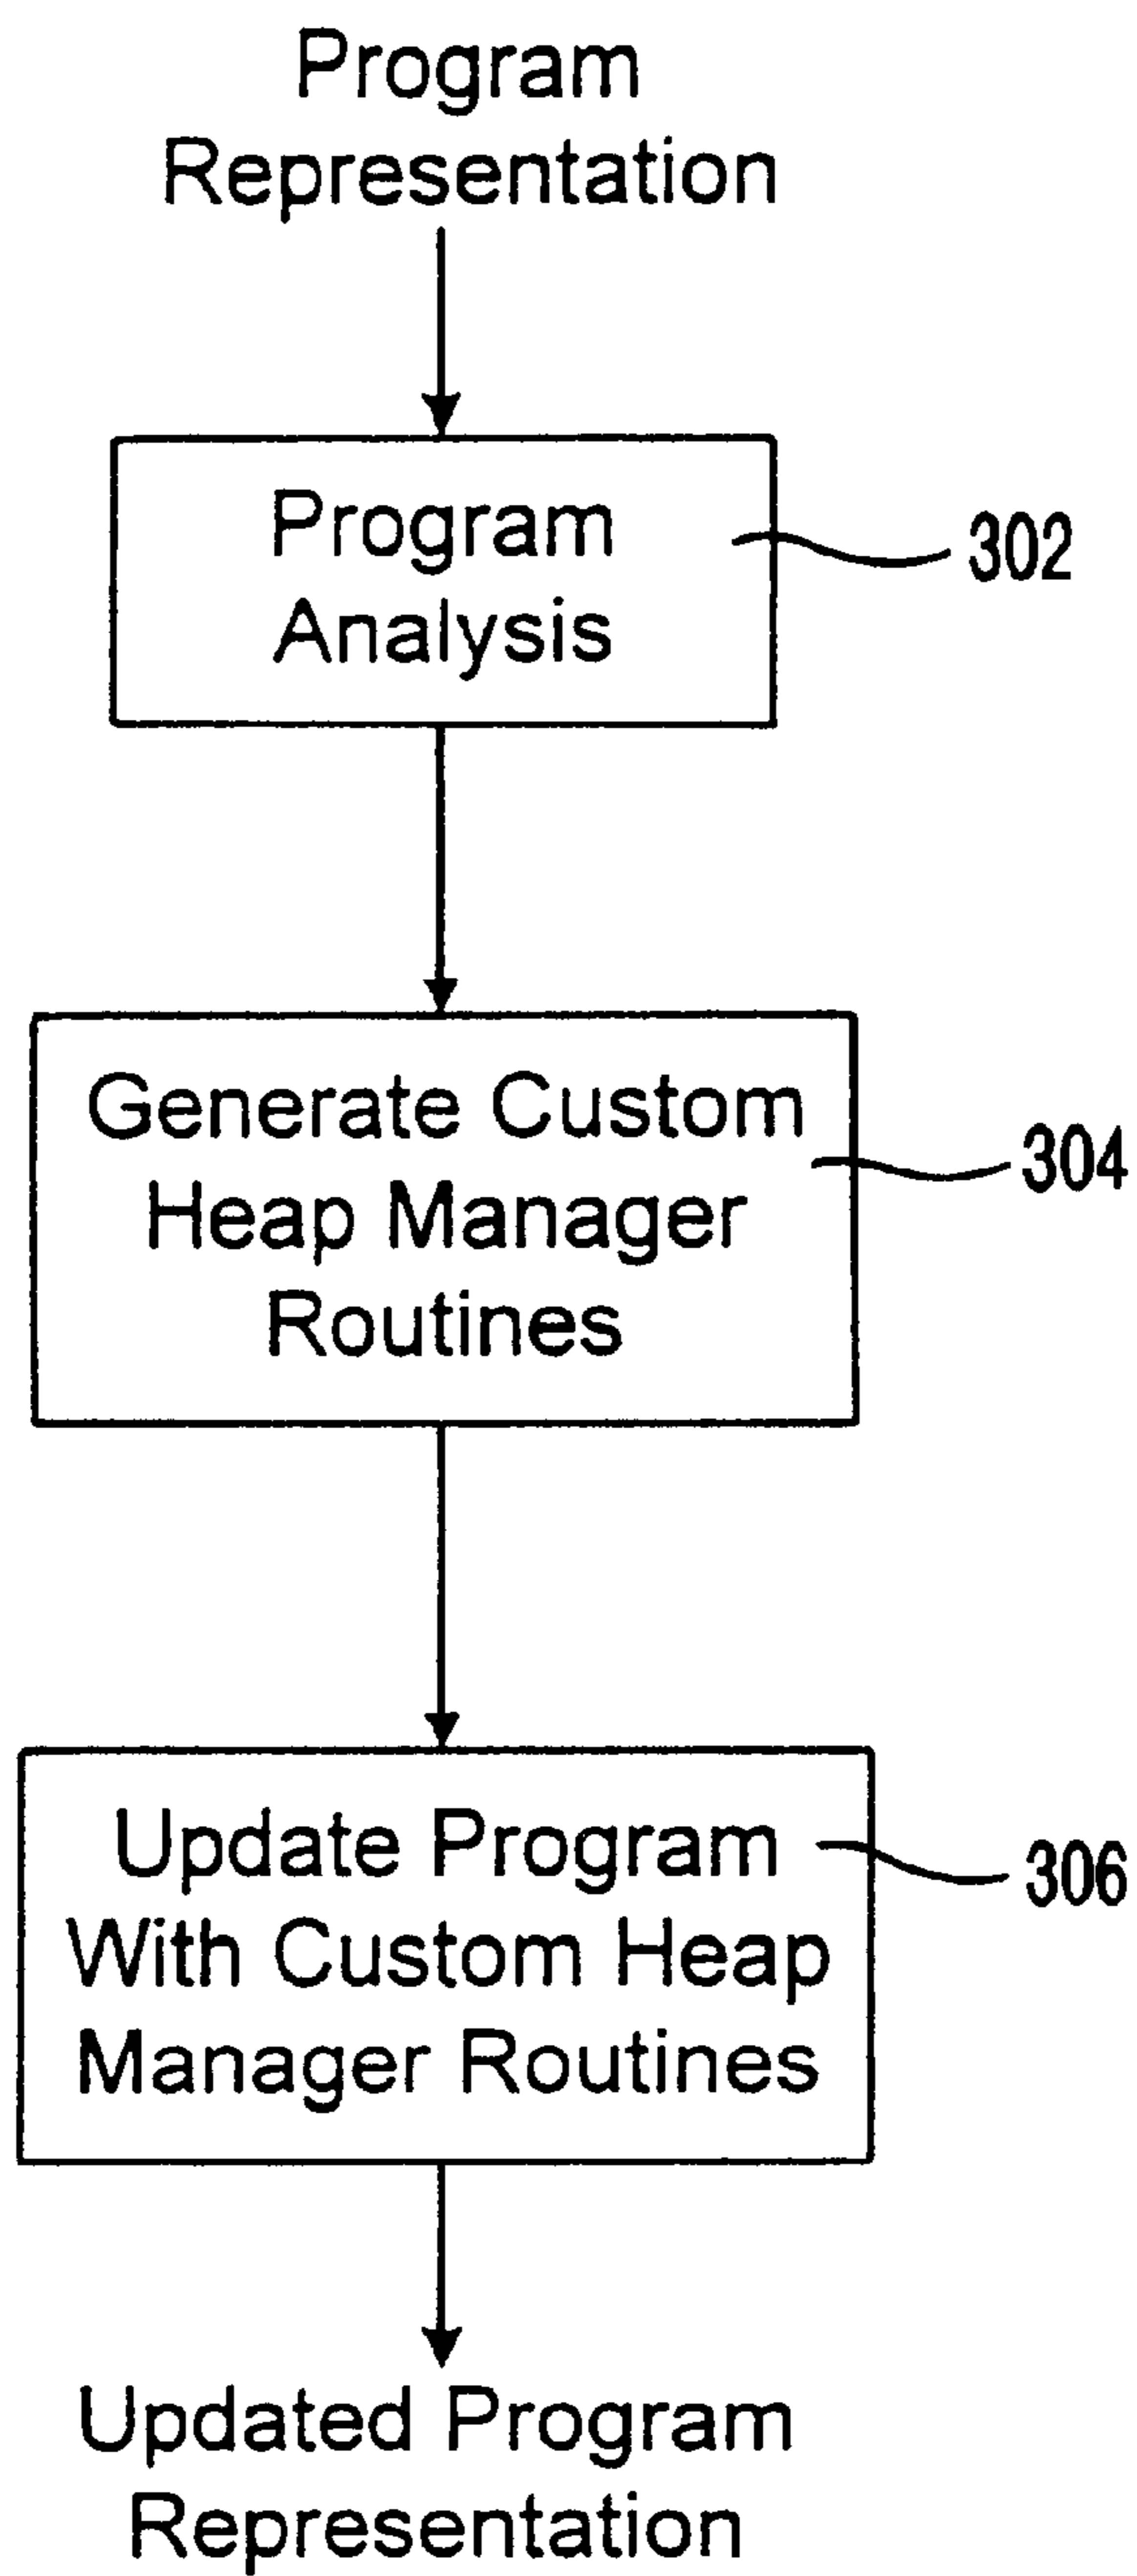 Program
Representation
Program
Analysis
302
Generate Custom
Heap Manager
Routines
304
Update Program
With Custom Heap
Manager Routines
306
Updated Program
Representation